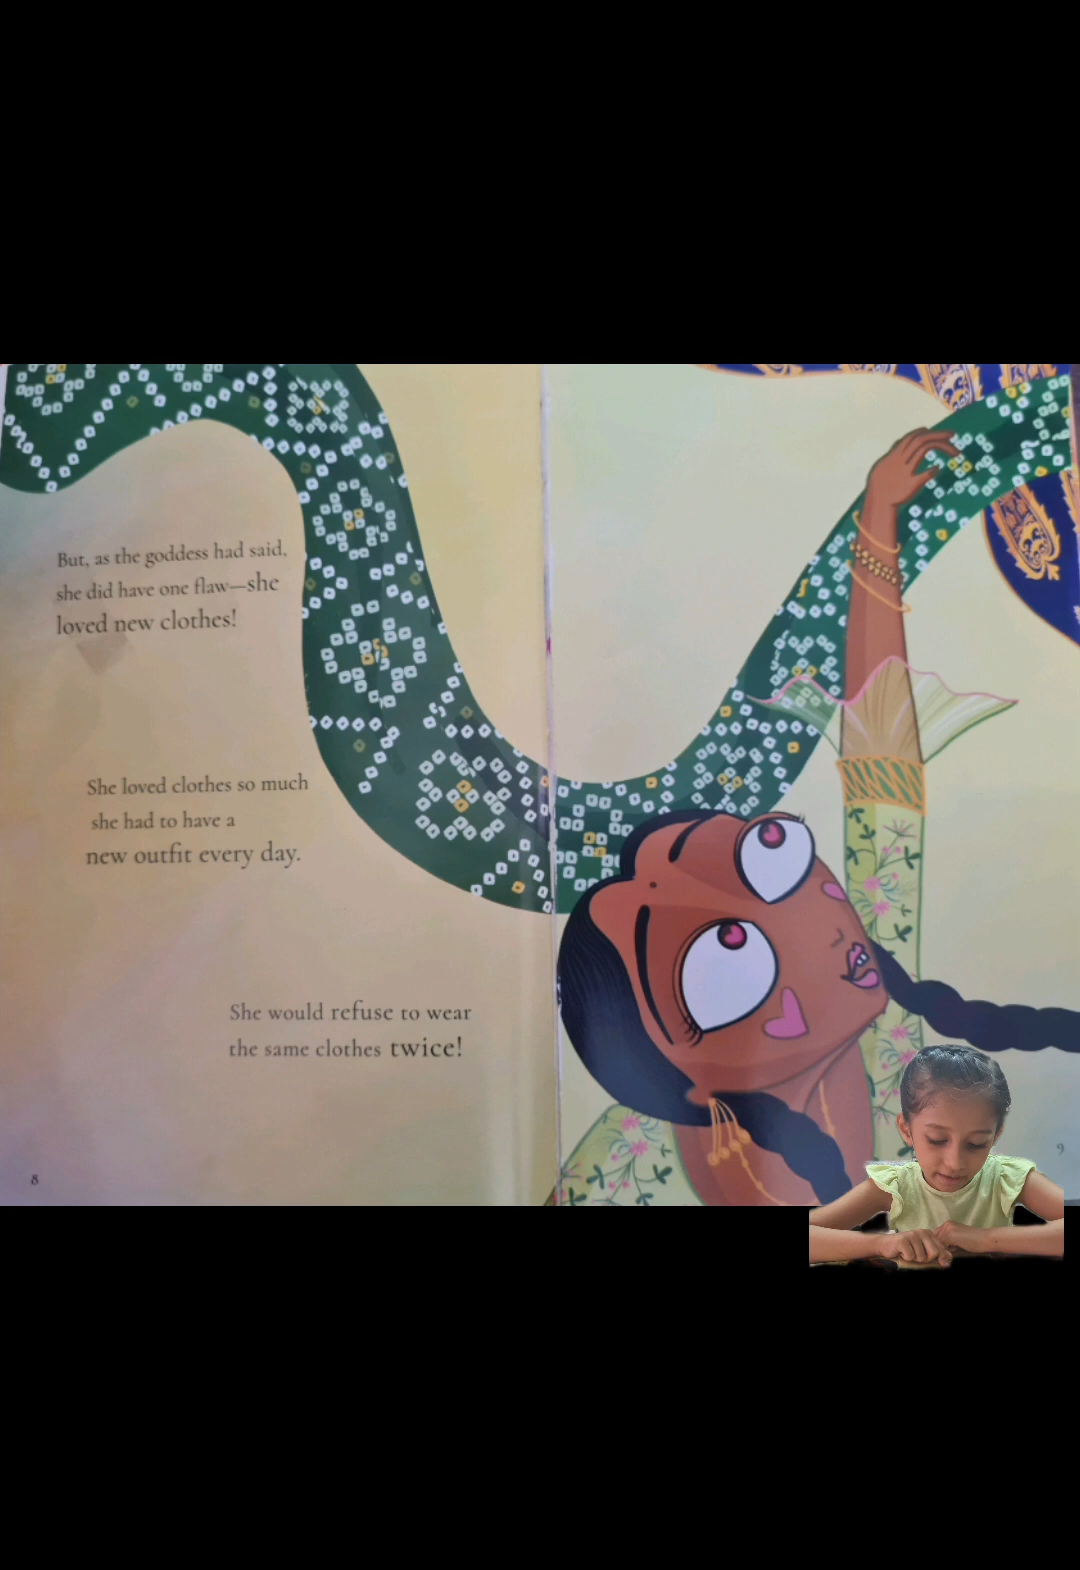 But, as the goddess had said,
she did have one flaw—she
loved new clothes!
She loved clothes so much
she had to have a
new outfit every day.
She would refuse to wear
the same clothes twice!
8
9